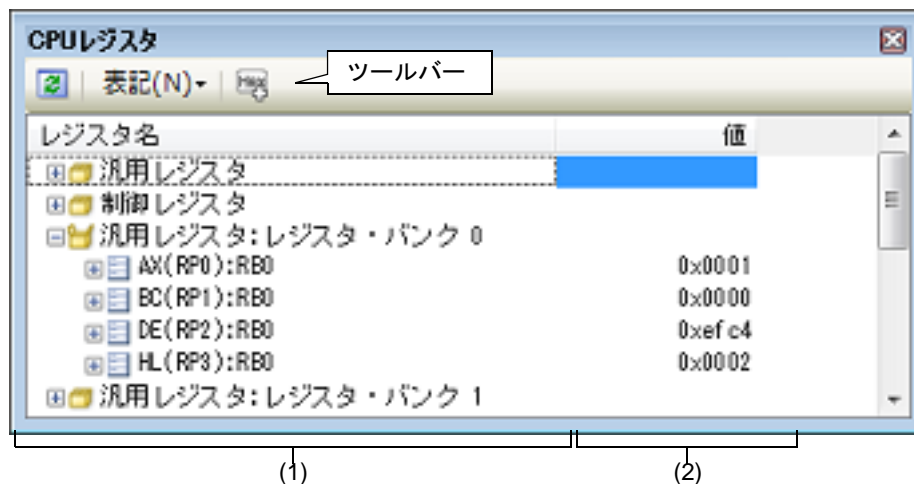 CPUレジスタ
表記(N)
Hex
ツールバー
レジスタ名 値
汎用レジスタ
制御レジスタ
汎用レジスタ:レジスタ・バンク 0
AX(RP0):RB0 0x0001
BC(RP1):RB0 0x0000
DE(RP2):RB0 0xefc4
HL(RP3):RB0 0x0002
汎用レジスタ:レジスタ・バンク 1
(1) (2)